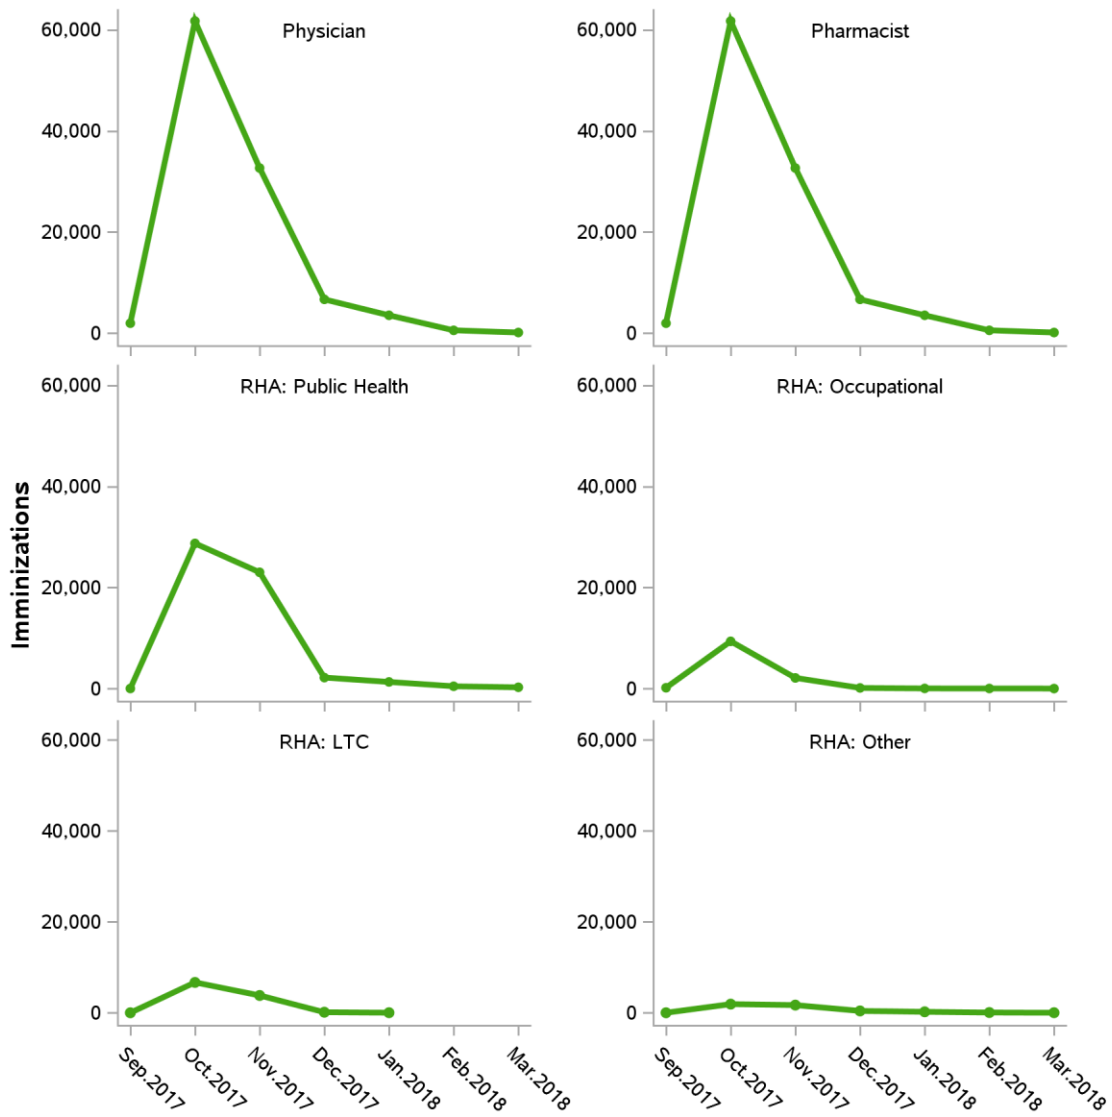 Physician
60,000
40,000
20,000
0
Pharmacist
60,000
40,000
20,000
0
RHA: Public Health
60,000
40,000
20,000
0
RHA: Occupational
60,000
40,000
20,000
0
Imminizations
RHA: LTC
60,000
40,000
20,000
0
RHA: Other
60,000
40,000
20,000
0
Sep.2017
Oct.2017
Nov.2017
Dec.2017
Jan.2018
Feb.2018
Mar.2018
Sep.2017
Oct.2017
Nov.2017
Dec.2017
Jan.2018
Feb.2018
Mar.2018